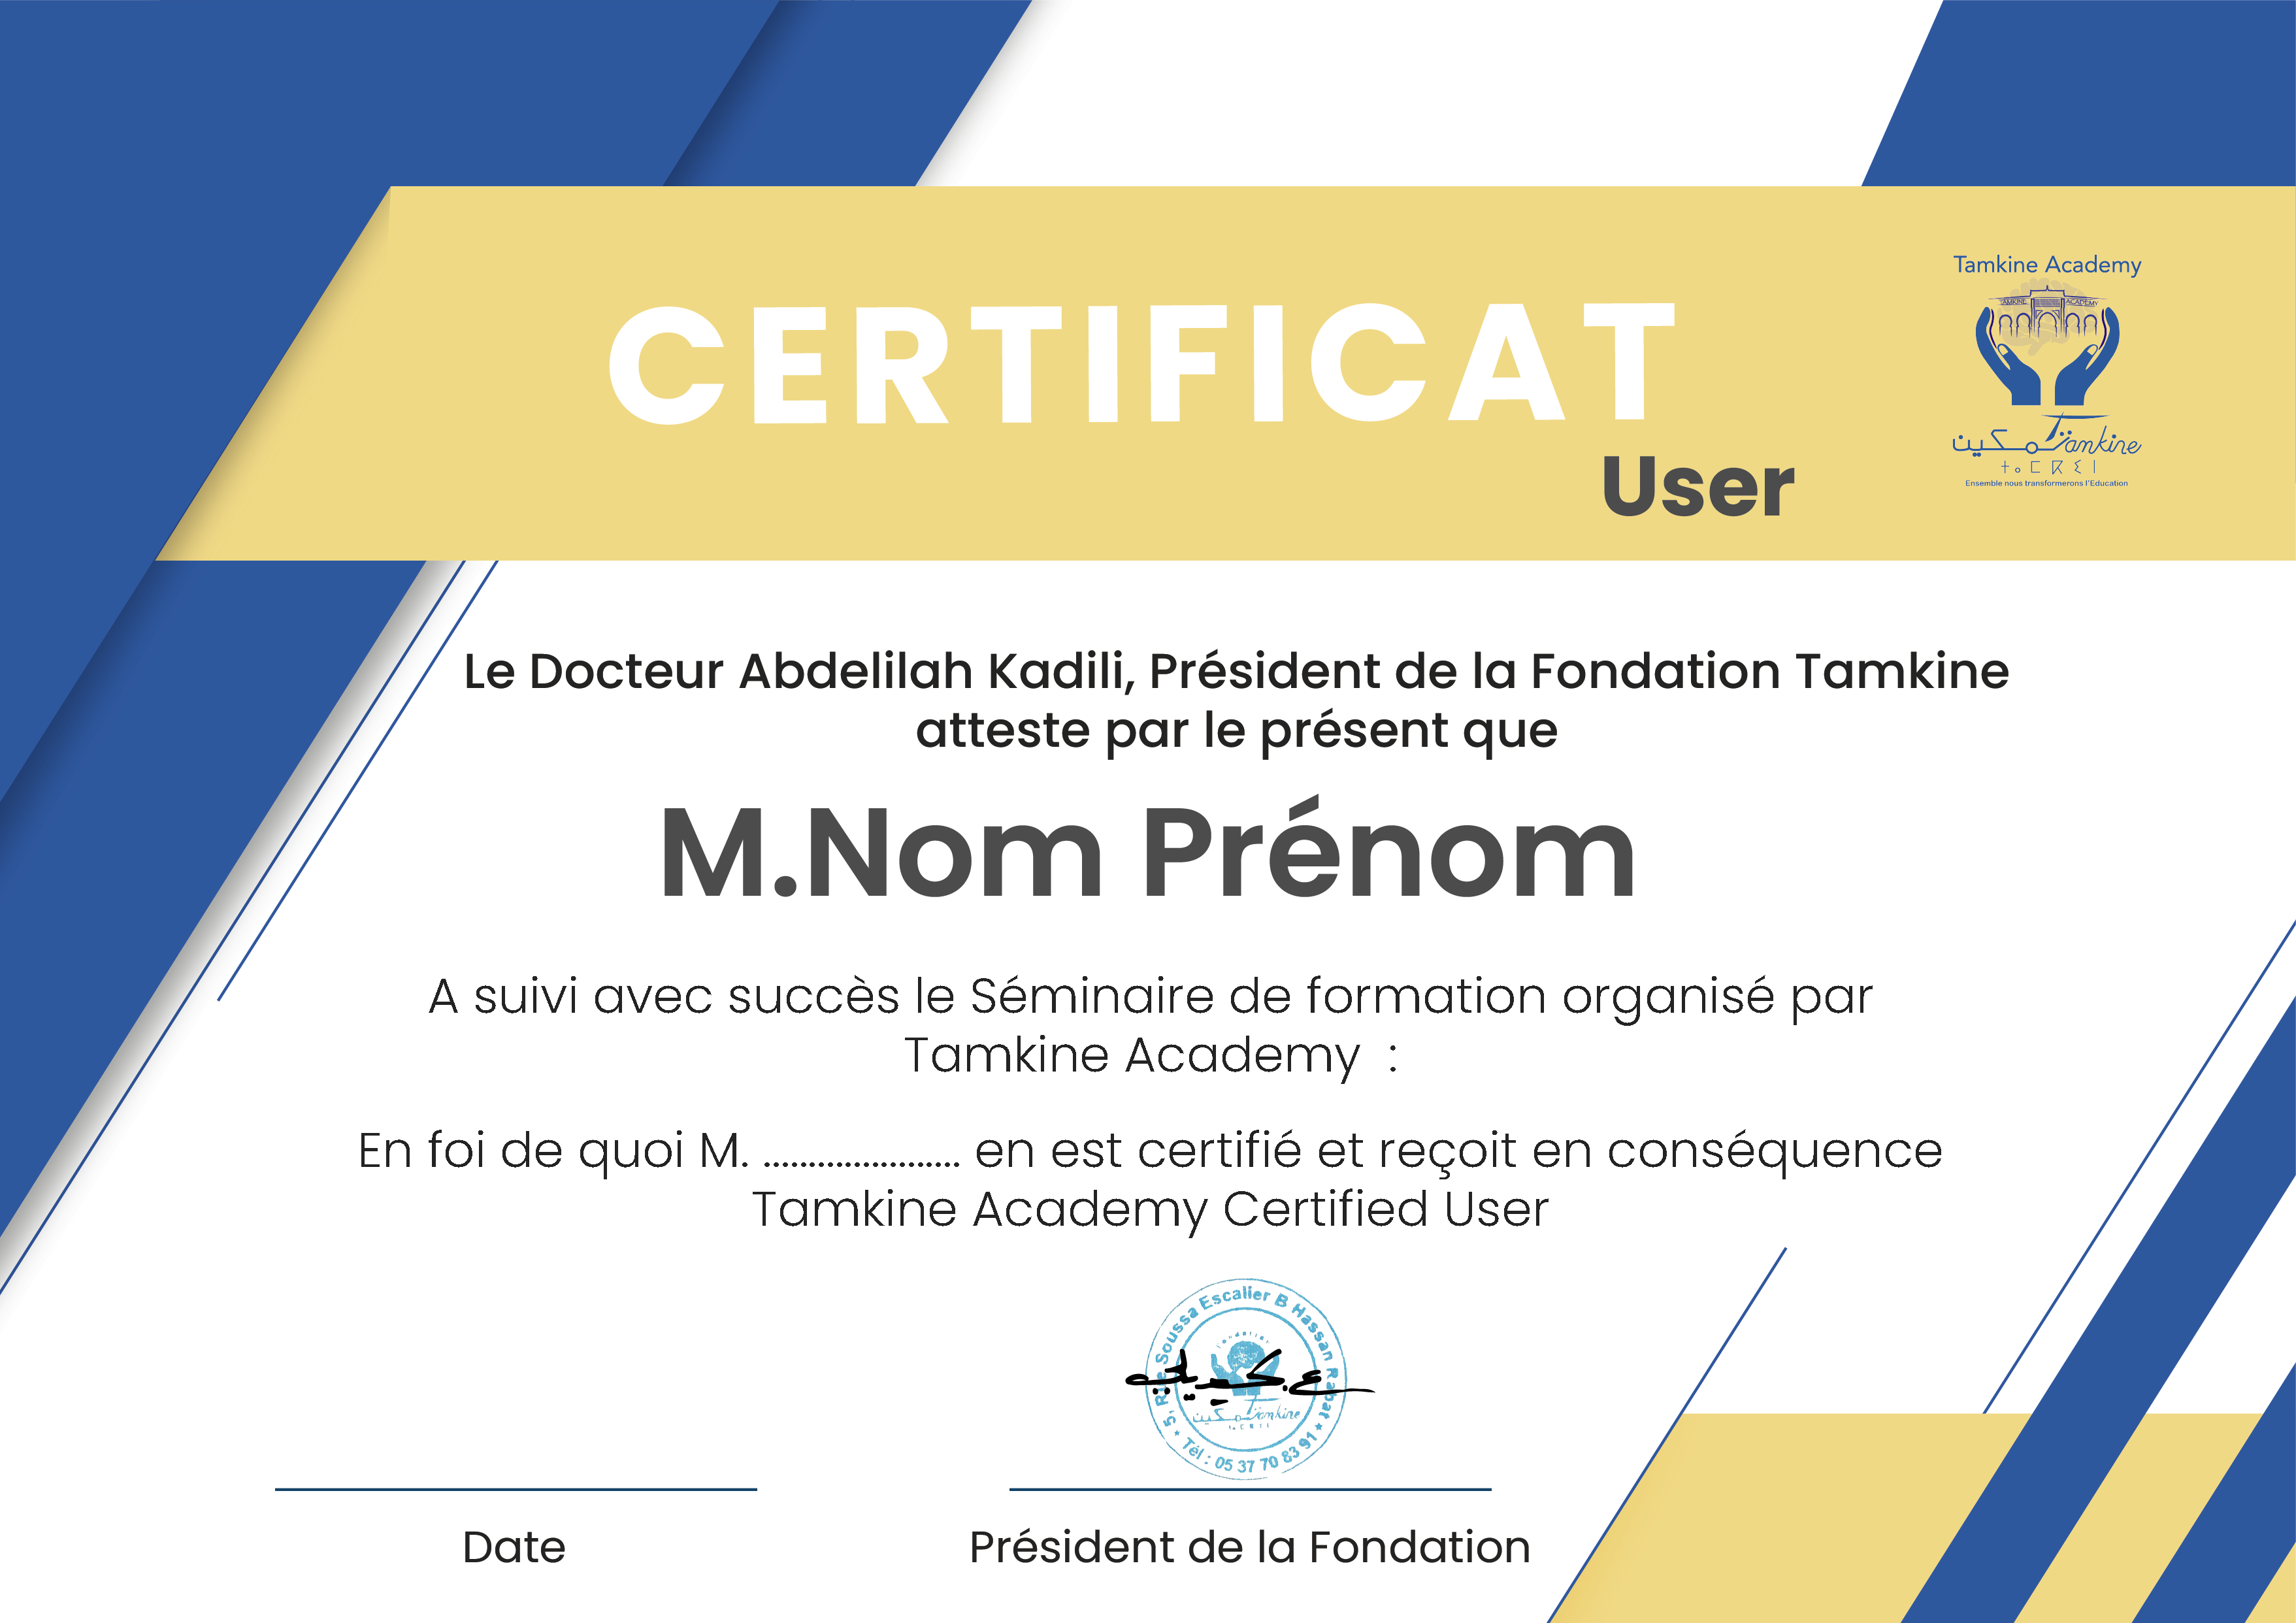 CERTIFICAT
User
Tamkine Academy
TAMKINE ACADEMY
تمكين Tamkine
ⵜⴰⵎⴽⵉⵏ
Ensemble nous transformerons l'Education
Le Docteur Abdelilah Kadili, Président de la Fondation Tamkine
atteste par le présent que
M.Nom Prénom
A suivi avec succès le Séminaire de formation organisé par
Tamkine Academy :
En foi de quoi M. ...................... en est certifié et reçoit en conséquence
Tamkine Academy Certified User
5, Rue Soussa Escalier B Hassan Rabat * Tél : 05 37 70 83 91 *
Fondation
تمكين Tamkine
Date
Président de la Fondation